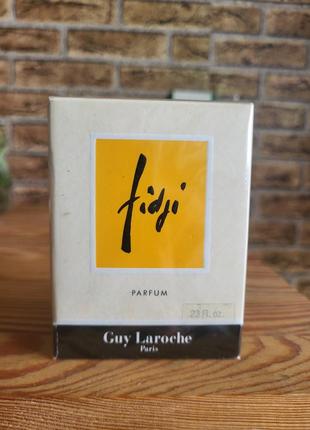 fidji
PARFUM
.23 Fl. oz.
Guy Laroche
Paris